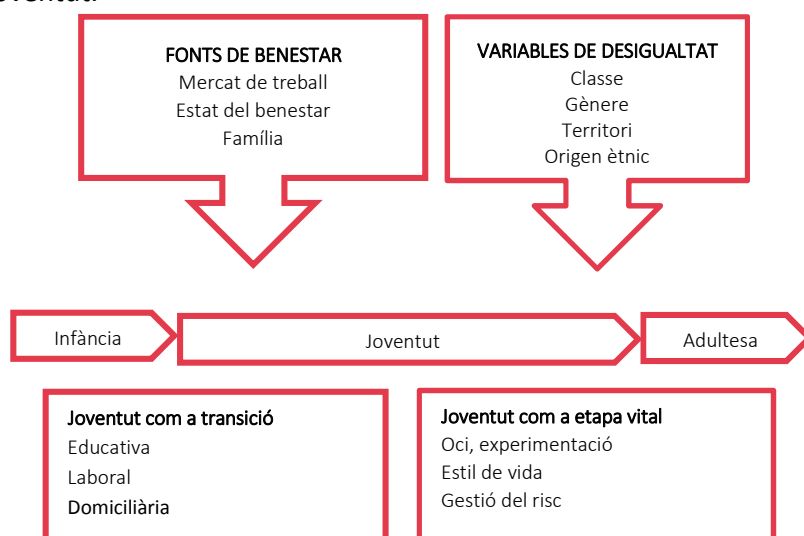 FONTS DE BENESTAR
Mercat de treball
Estat del benestar
Família
VARIABLES DE DESIGUALTAT
Classe
Gènere
Territori
Origen ètnic
Infància
Joventut
Adultesa
Joventut com a transició
Educativa
Laboral
Domiciliària
Joventut com a etapa vital
Oci, experimentació
Estil de vida
Gestió del risc